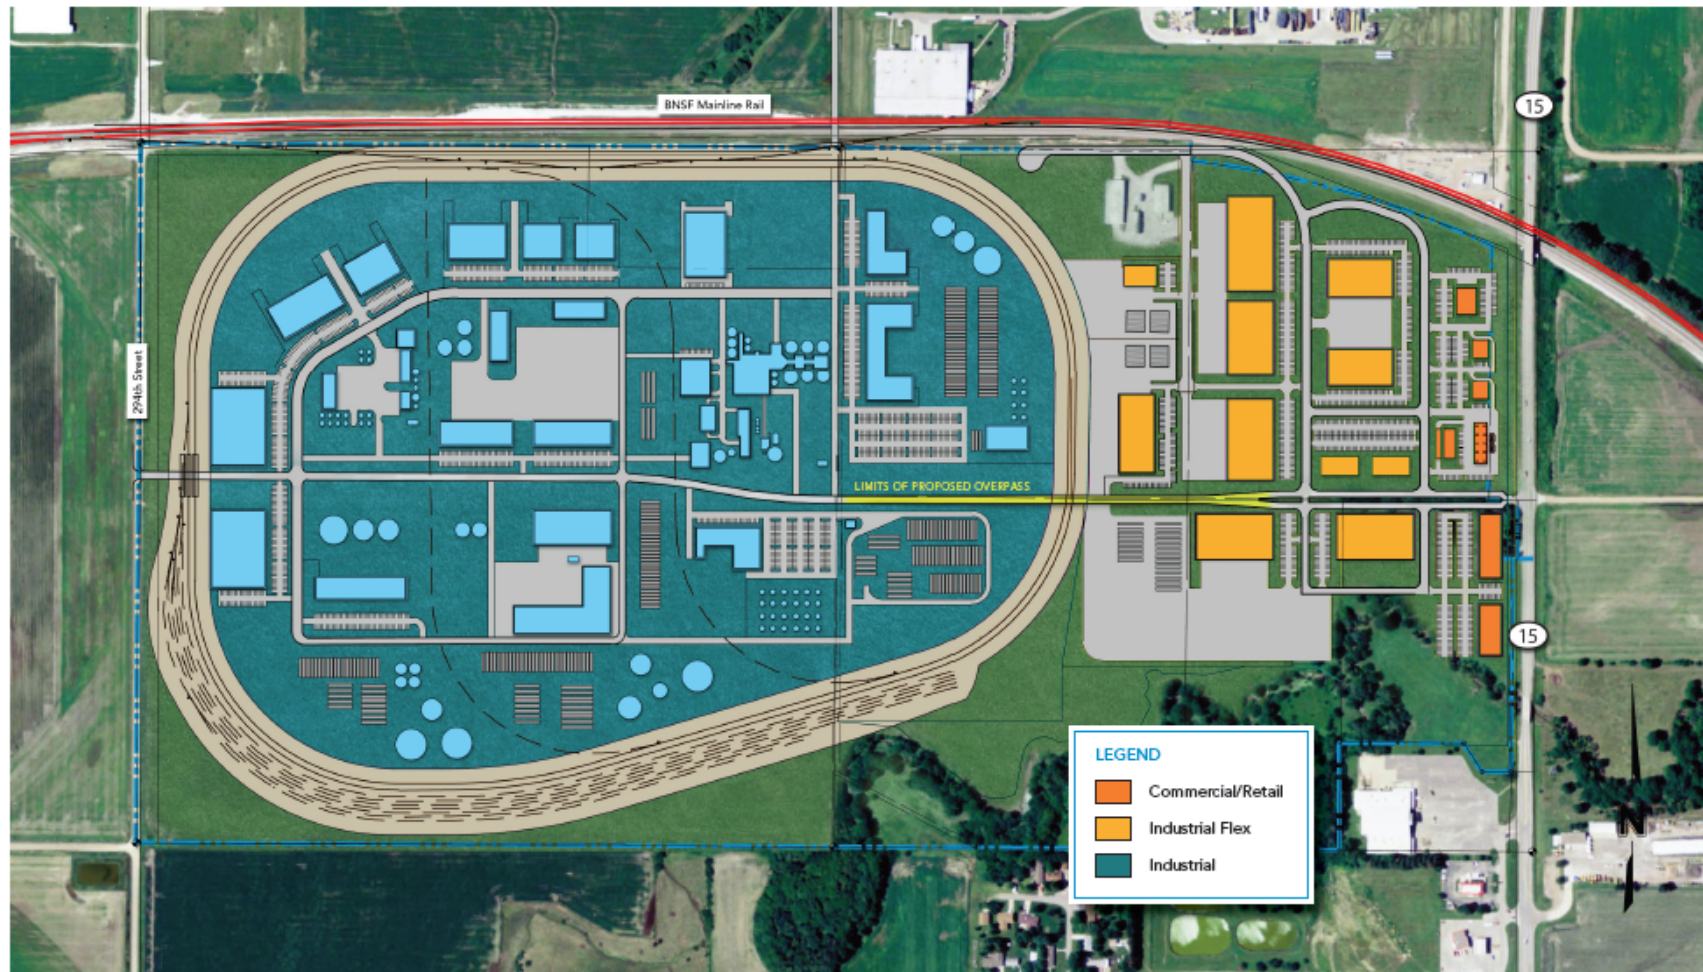 BNSF Mainline Rail
15
294th Street
LIMITS OF PROPOSED OVERPASS
15
LEGEND
Commercial/Retail
Industrial Flex
Industrial
N